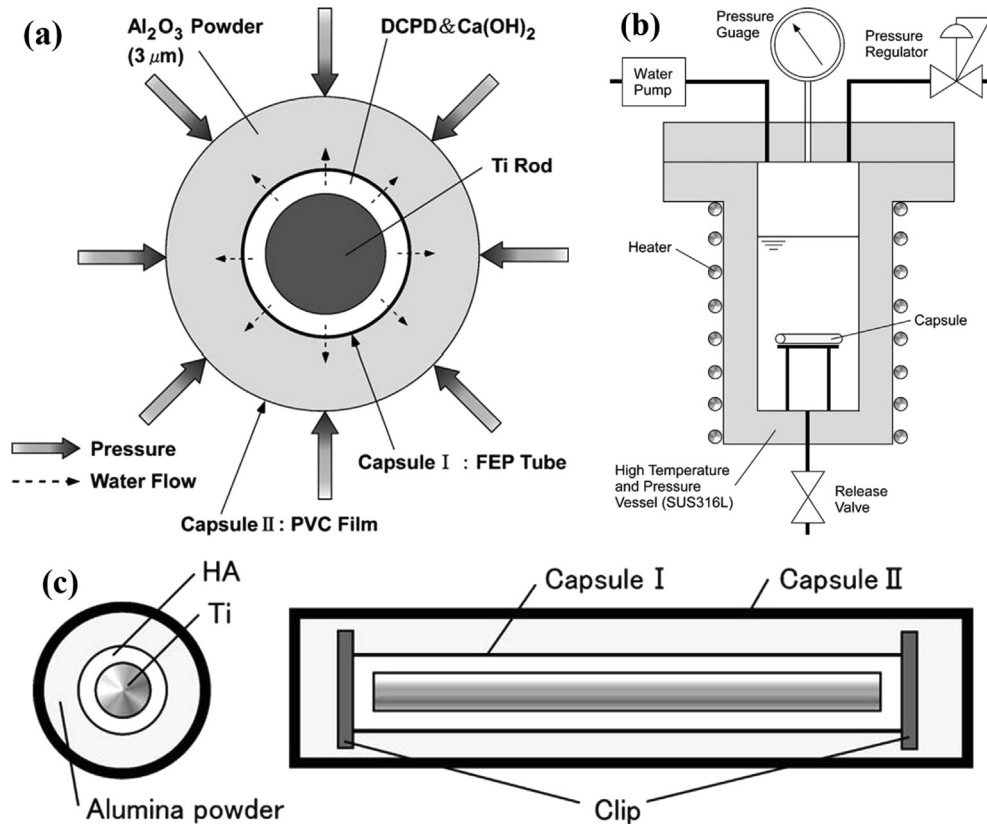 (a)
Al₂O₃ Powder
(3 μm)
DCPD&Ca(OH)₂
Ti Rod
Pressure
Water Flow
Capsule Ⅰ : FEP Tube
Capsule Ⅱ : PVC Film
(b)
Pressure
Guage
Pressure
Regulator
Water
Pump
Heater
Capsule
High Temperature
and Pressure
Vessel (SUS316L)
Release
Valve
(c)
HA
Ti
Alumina powder
Capsule Ⅰ
Capsule Ⅱ
Clip